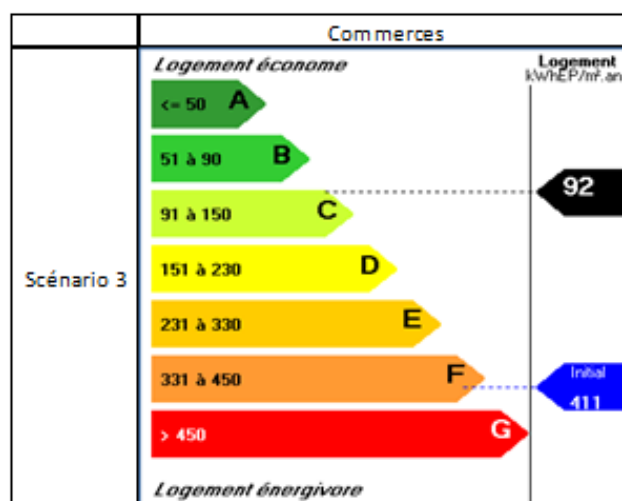 Commerces
Scénario 3
Logement économe
Logement
kWhEP/m².an
<= 50 A
51 à 90 B
92
91 à 150 C
151 à 230 D
231 à 330 E
331 à 450 F
Initial
411
> 450 G
Logement énergivore